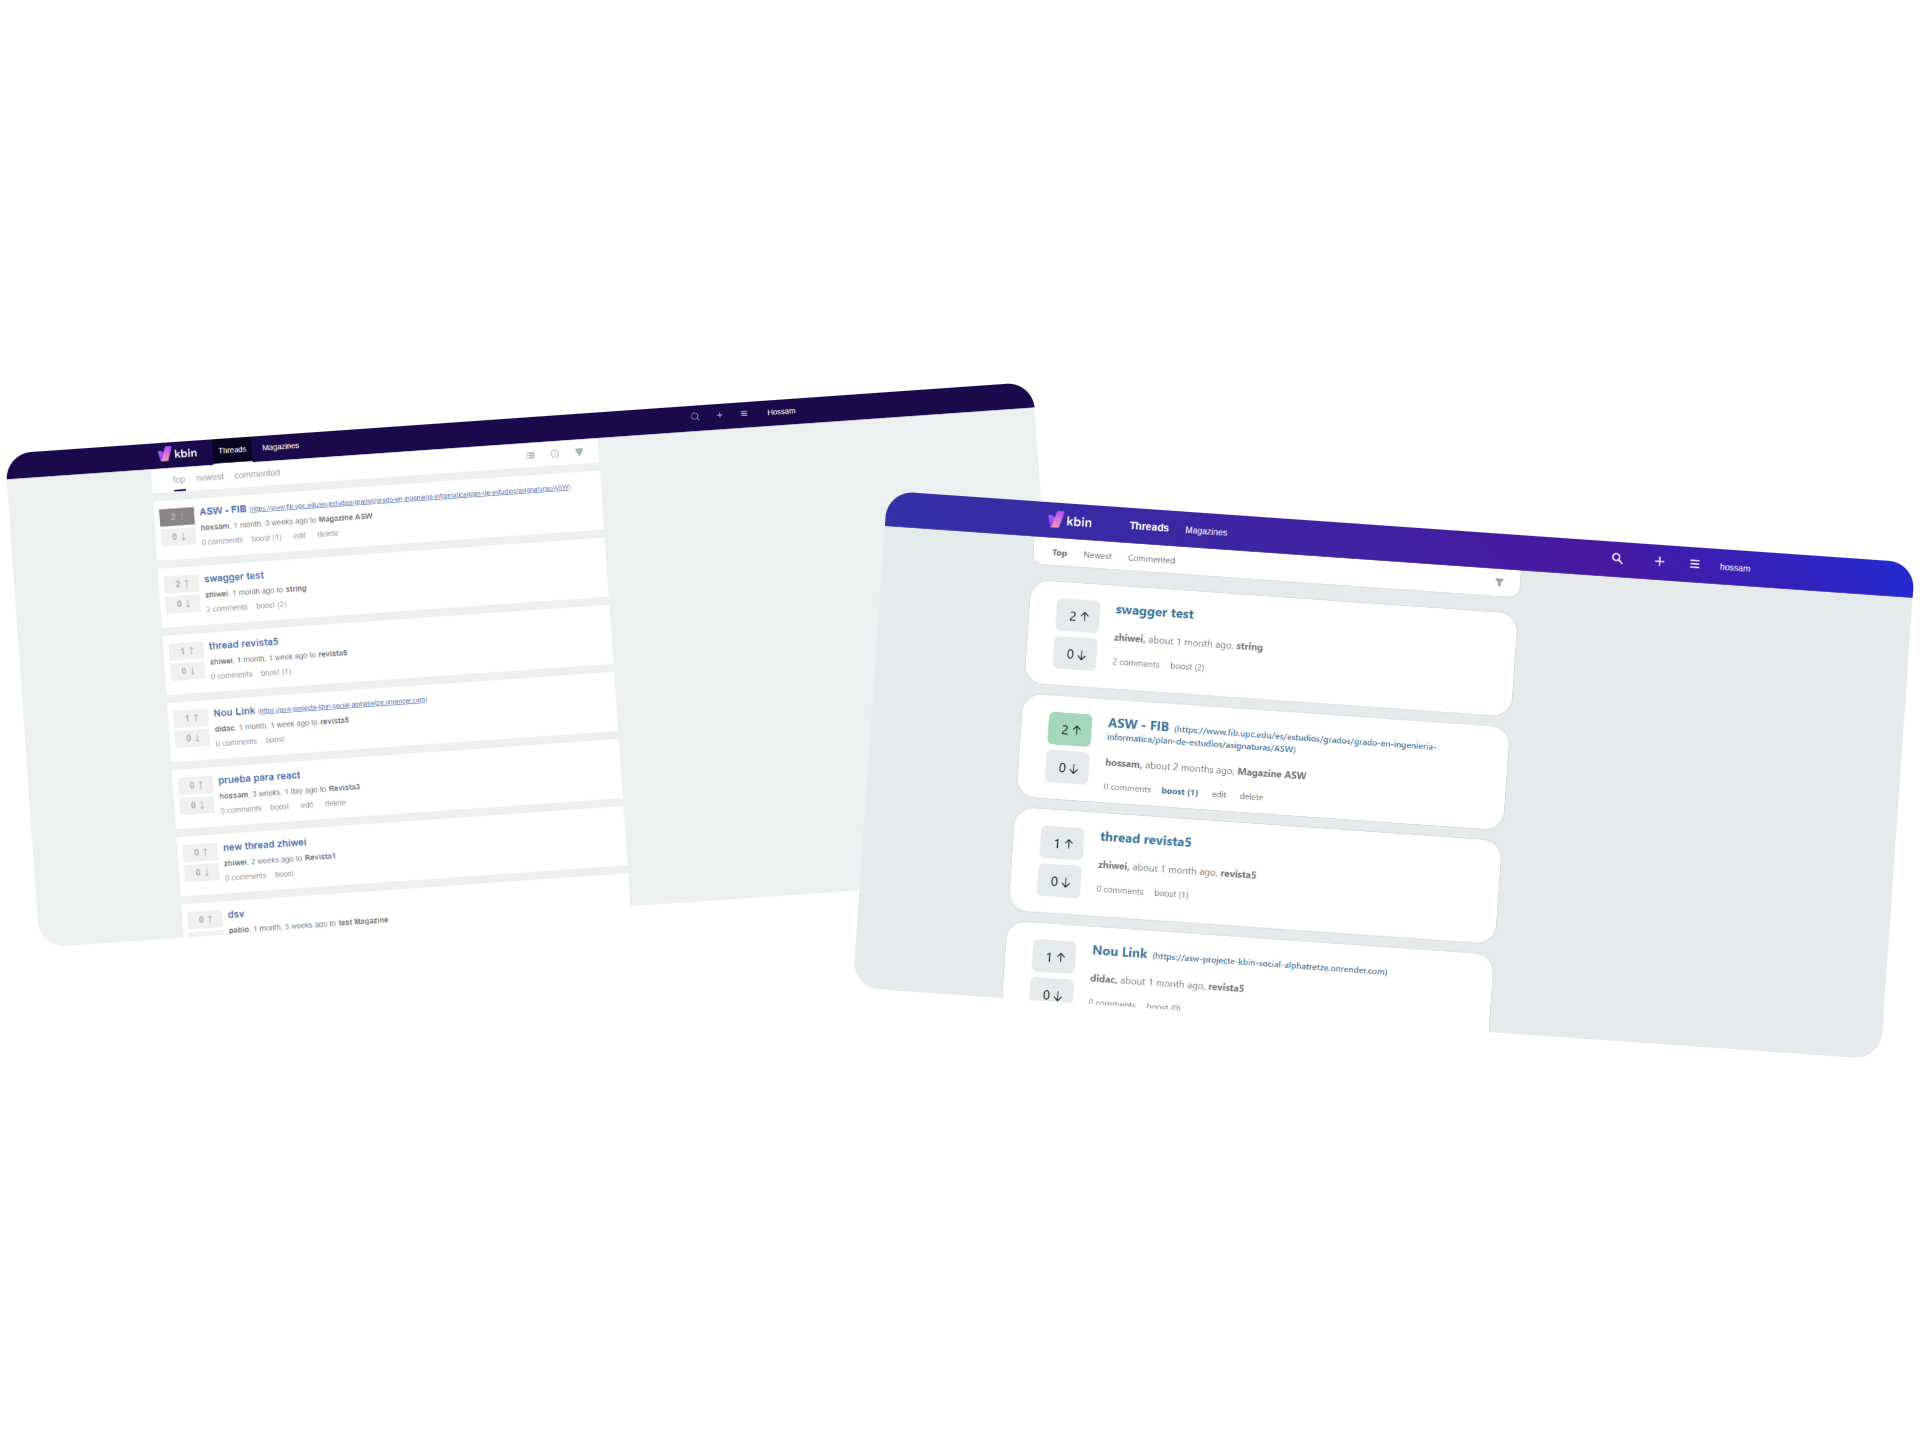 kbin Threads Magazines Hossam
top newest commented
2 ↑ ASW - FIB (https://www.fib.upc.edu/es/estudios/grados/grado-en-ingenieria-informatica/plan-de-estudios/asignaturas/ASW)
hossam, 1 month, 3 weeks ago to Magazine ASW
0 ↓ 0 comments boost (1) edit delete
2 ↑ swagger test
zhiwei, 1 month ago to string
0 ↓ 2 comments boost (2)
1 ↑ thread revista5
zhiwei, 1 month, 1 week ago to revista5
0 ↓ 0 comments boost (1)
1 ↑ Nou Link (https://asw-projecte-kbin-social-alphatretze.onrender.com)
didac, 1 month, 1 week ago to revista5
0 ↓ 0 comments boost
0 ↑ prueba para react
hossam, 3 weeks, 1 day ago to Revista3
0 ↓ 0 comments boost edit delete
0 ↑ new thread zhiwei
zhiwei, 2 weeks ago to Revista1
0 ↓ 0 comments boost
0 ↑ dsv
pablo, 1 month, 3 weeks ago to test Magazine
kbin Threads Magazines hossam
Top Newest Commented
2 ↑ swagger test
zhiwei, about 1 month ago, string
0 ↓ 2 comments boost (2)
2 ↑ ASW - FIB (https://www.fib.upc.edu/es/estudios/grados/grado-en-ingenieria-
informatica/plan-de-estudios/asignaturas/ASW)
hossam, about 2 months ago, Magazine ASW
0 ↓ 0 comments boost (1) edit delete
1 ↑ thread revista5
zhiwei, about 1 month ago, revista5
0 ↓ 0 comments boost (1)
1 ↑ Nou Link (https://asw-projecte-kbin-social-alphatretze.onrender.com)
didac, about 1 month ago, revista5
0 ↓ 0 comments boost (0)